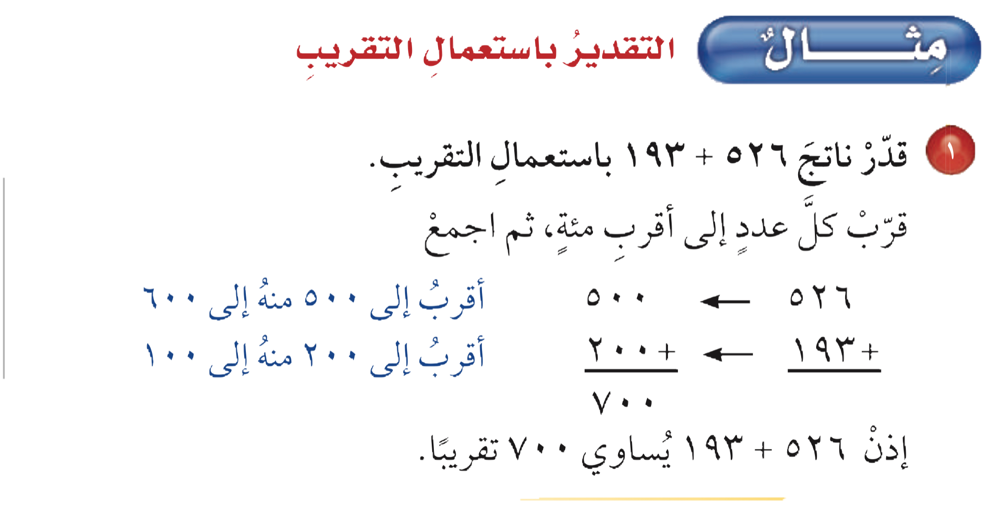 مِثـــالٌ التقديرُ باستعمالِ التقريبِ
١ قدّرْ ناتجَ ٥٢٦ + ١٩٣ باستعمالِ التقريبِ.
قرّبْ كلَّ عددٍ إلى أقربِ مئةٍ، ثم اجمعْ
٥٢٦ ← ٥٠٠ أقربُ إلى ٥٠٠ منهُ إلى ٦٠٠
+ ١٩٣ ← + ٢٠٠ أقربُ إلى ٢٠٠ منهُ إلى ١٠٠
٧٠٠
إذنْ ٥٢٦ + ١٩٣ يُساوي ٧٠٠ تقريبًا.